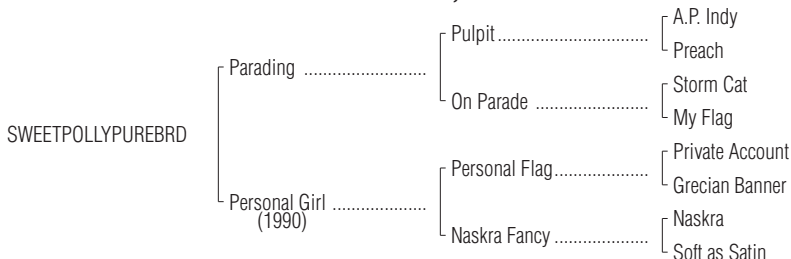 A.P. Indy
Pulpit
Preach
Parading
Storm Cat
On Parade
My Flag
SWEETPOLLYPUREBRD
Private Account
Personal Flag
Grecian Banner
Personal Girl
(1990)
Naskra
Naskra Fancy
Soft as Satin